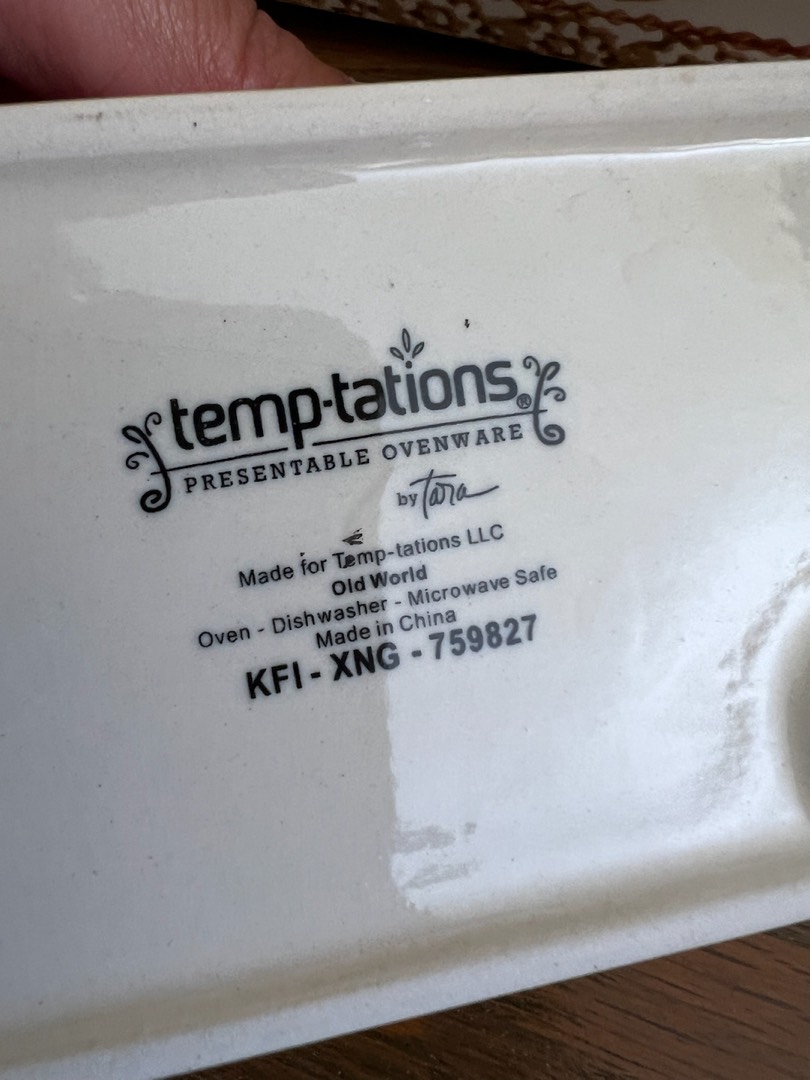 temp-tations®
PRESENTABLE OVENWARE
by Tara
Made for Temp-tations LLC
Old World
Oven - Dishwasher - Microwave Safe
Made in China
KFI - XNG - 759827